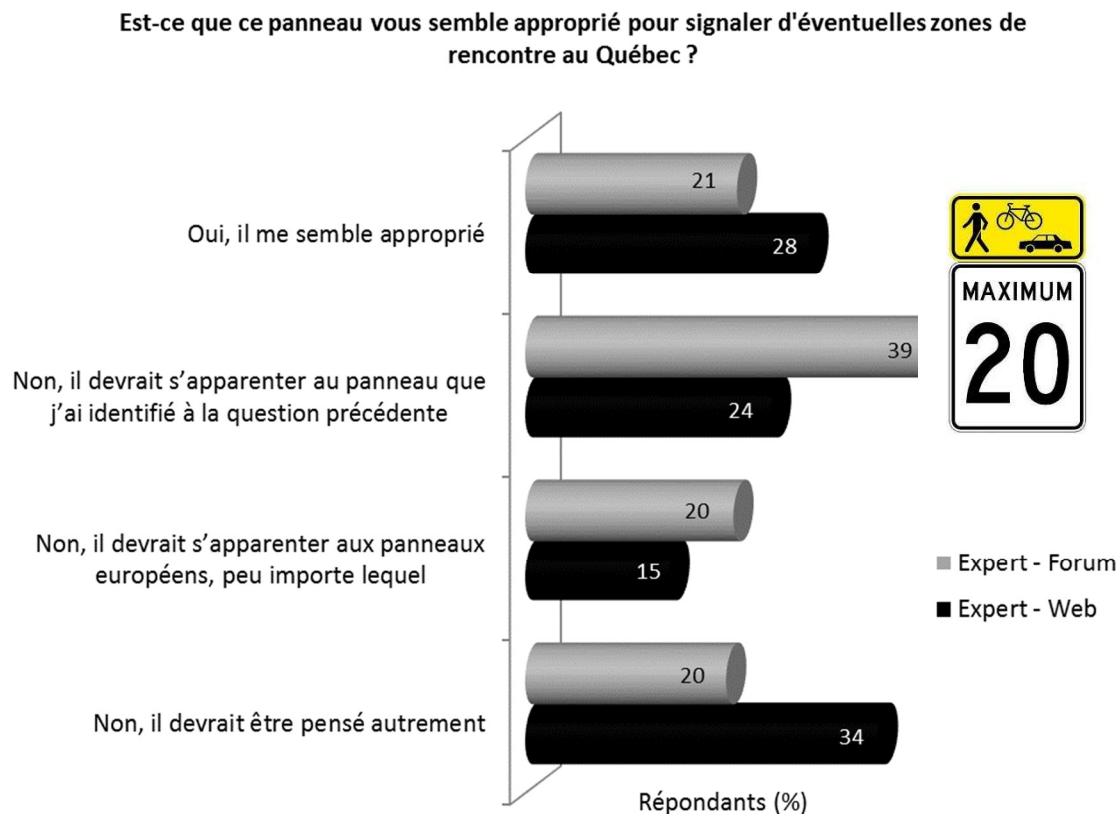 Est-ce que ce panneau vous semble approprié pour signaler d'éventuelles zones de
rencontre au Québec ?
21
Oui, il me semble approprié
28
MAXIMUM
20
39
Non, il devrait s’apparenter au panneau que
j’ai identifié à la question précédente
24
20
Non, il devrait s’apparenter aux panneaux
européens, peu importe lequel
15
Expert - Forum
Expert - Web
20
Non, il devrait être pensé autrement
34
Répondants (%)